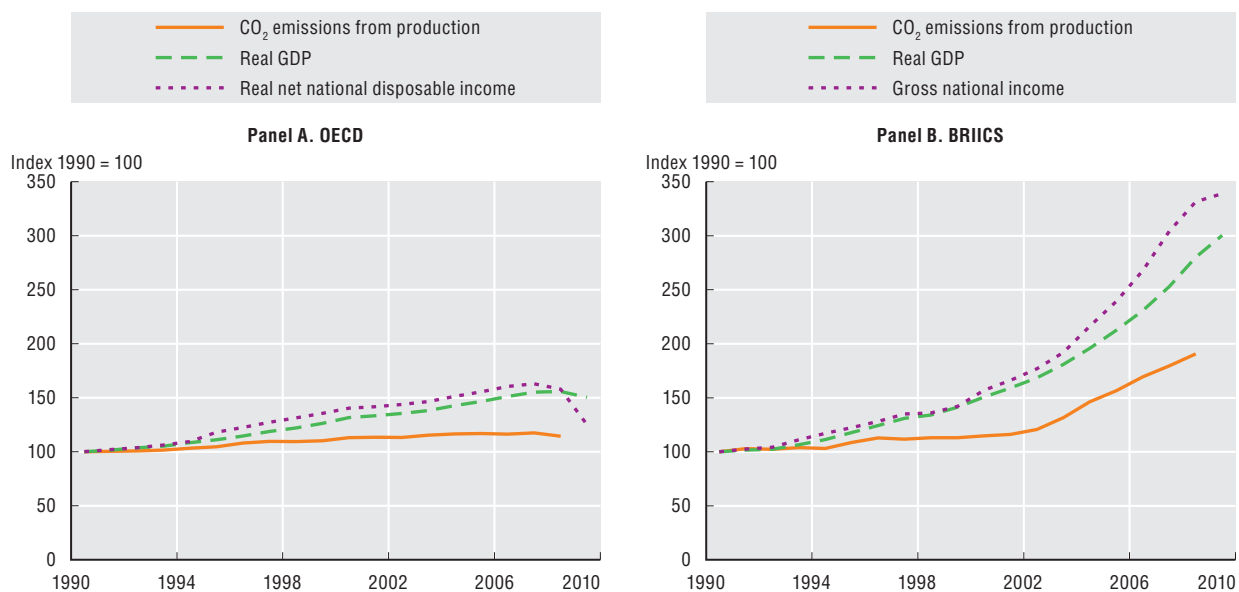 CO₂ emissions from production
Real GDP
Real net national disposable income
Panel A. OECD
Index 1990 = 100
350
300
250
200
150
100
50
0
1990 1994 1998 2002 2006 2010
CO₂ emissions from production
Real GDP
Gross national income
Panel B. BRIICS
Index 1990 = 100
350
300
250
200
150
100
50
0
1990 1994 1998 2002 2006 2010